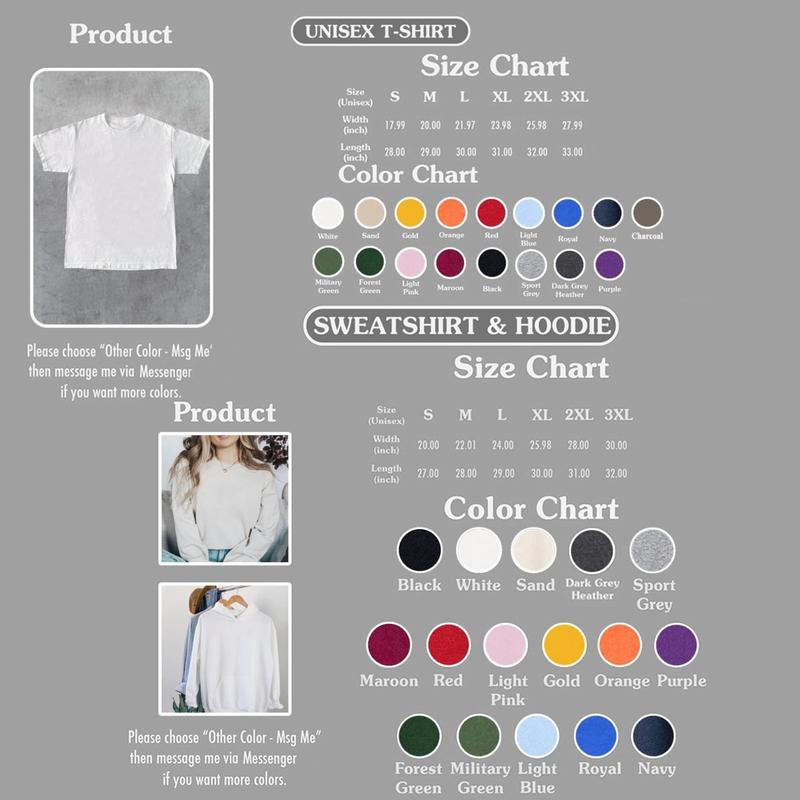 Product
UNISEX T-SHIRT
Size Chart
Size (Unisex) S M L XL 2XL 3XL
Width (inch) 17.99 20.00 21.97 23.98 25.98 27.99
Length (inch) 28.00 29.00 30.00 31.00 32.00 33.00
Color Chart
White Sand Gold Orange Red Light Blue Royal Navy Charcoal
Military Green Forest Green Light Pink Maroon Black Sport Grey Dark Grey Heather Purple
Please choose "Other Color - Msg Me'
then message me via Messenger
if you want more colors.
SWEATSHIRT & HOODIE
Size Chart
Product
Size (Unisex) S M L XL 2XL 3XL
Width (inch) 20.00 22.01 24.00 25.98 28.00 30.00
Length (inch) 27.00 28.00 29.00 30.00 31.00 32.00
Color Chart
Black White Sand Dark Grey Heather Sport Grey
Maroon Red Light Pink Gold Orange Purple
Forest Green Military Green Light Blue Royal Navy
Please choose "Other Color - Msg Me"
then message me via Messenger
if you want more colors.